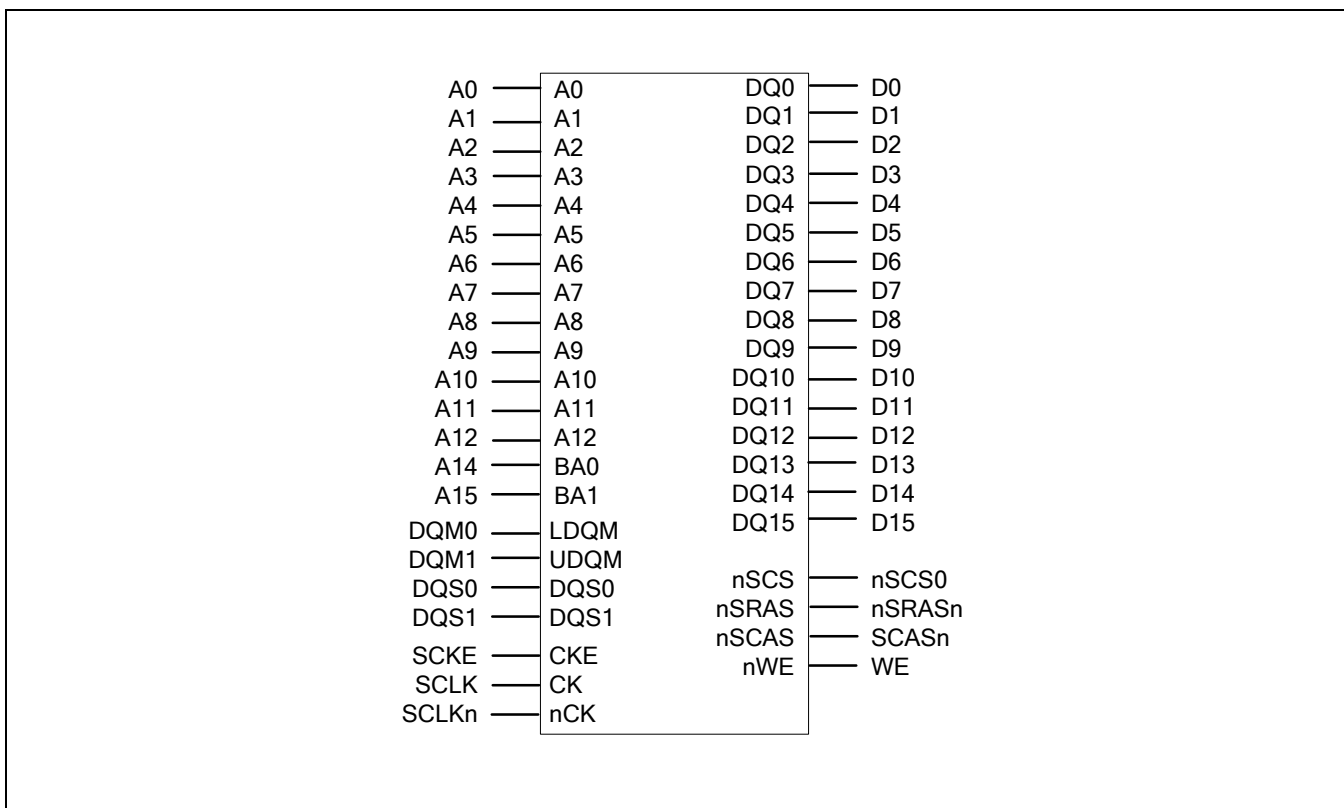 A0 A0 DQ0 D0
A1 A1 DQ1 D1
A2 A2 DQ2 D2
A3 A3 DQ3 D3
A4 A4 DQ4 D4
A5 A5 DQ5 D5
A6 A6 DQ6 D6
A7 A7 DQ7 D7
A8 A8 DQ8 D8
A9 A9 DQ9 D9
A10 A10 DQ10 D10
A11 A11 DQ11 D11
A12 A12 DQ12 D12
A14 BA0 DQ13 D13
A15 BA1 DQ14 D14
DQM0 LDQM DQ15 D15
DQM1 UDQM nSCS nSCS0
DQS0 DQS0 nSRAS nSRASn
DQS1 DQS1 nSCAS SCASn
SCKE CKE nWE WE
SCLK CK
SCLKn nCK